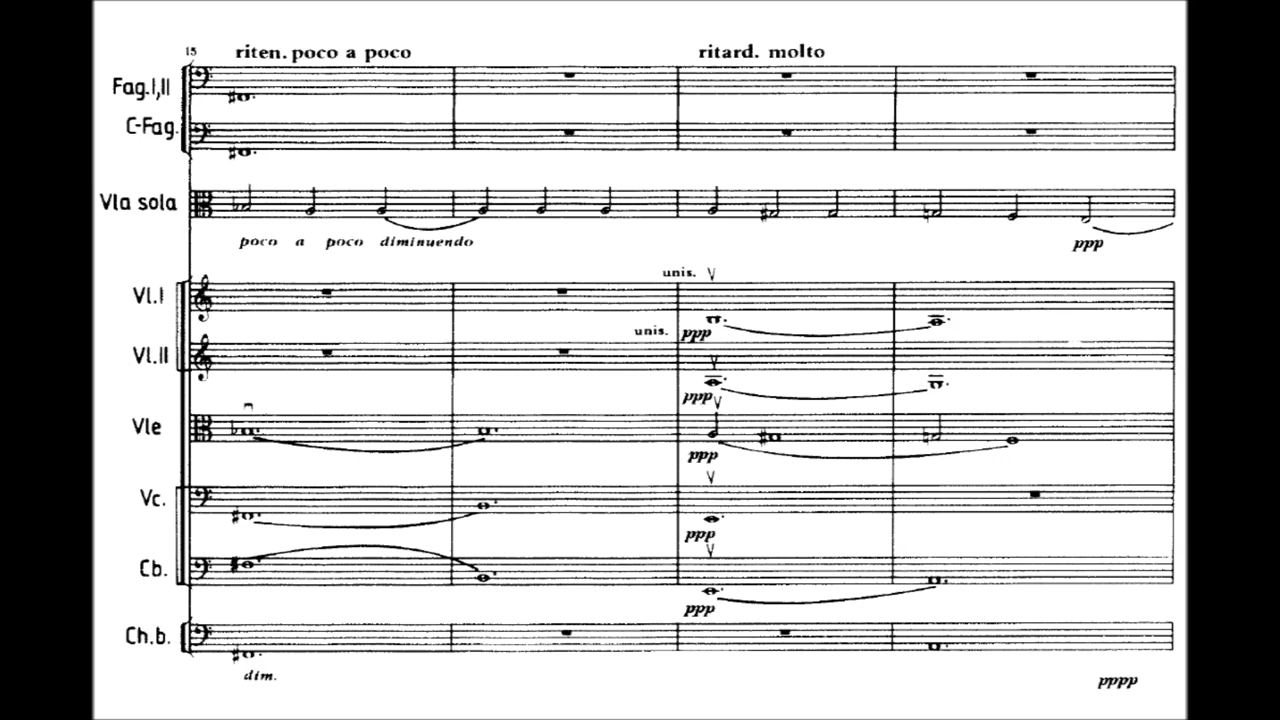 15 riten. poco a poco ritard. molto
Fag.I,II
C-Fag.
Vla sola
poco a poco diminuendo ppp
unis.
Vl.I
unis. ppp
Vl.II
ppp
Vle
ppp
Vc.
ppp
Cb.
ppp
Ch.b.
dim. pppp